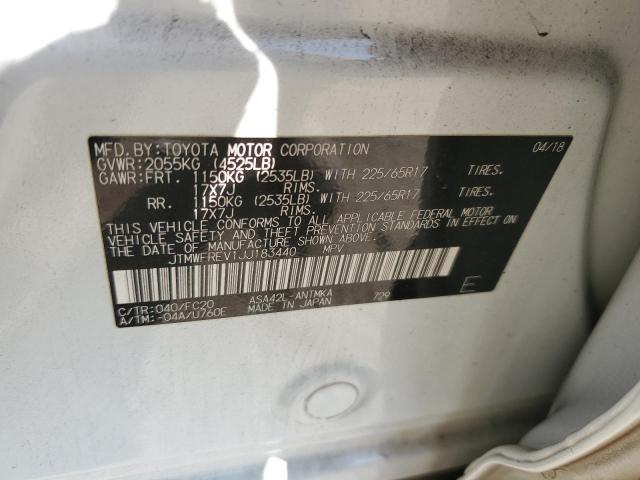 MFD. BY: TOYOTA MOTOR CORPORATION 04/18
GVWR: 2055KG (4525LB)
GAWR: FRT. 1150KG (2535LB) WITH 225/65R17 TIRES.
17X7J RIMS.
RR. 1150KG (2535LB) WITH 225/65R17 TIRES.
17X7J RIMS.
THIS VEHICLE CONFORMS TO ALL APPLICABLE FEDERAL MOTOR
VEHICLE SAFETY AND THEFT PREVENTION STANDARDS IN EFFECT ON
THE DATE OF MANUFACTURE SHOWN ABOVE.
JTMWFREV1JJ183440 MPV
C/TR: 040/FC20 ASA42L-ANTMKA 729 E
A/TM: -04A/U760E MADE IN JAPAN